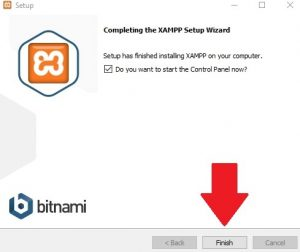 Setup
Completing the XAMPP Setup Wizard
Setup has finished installing XAMPP on your computer.
Do you want to start the Control Panel now?
bitnami
< Back
Finish
Cancel